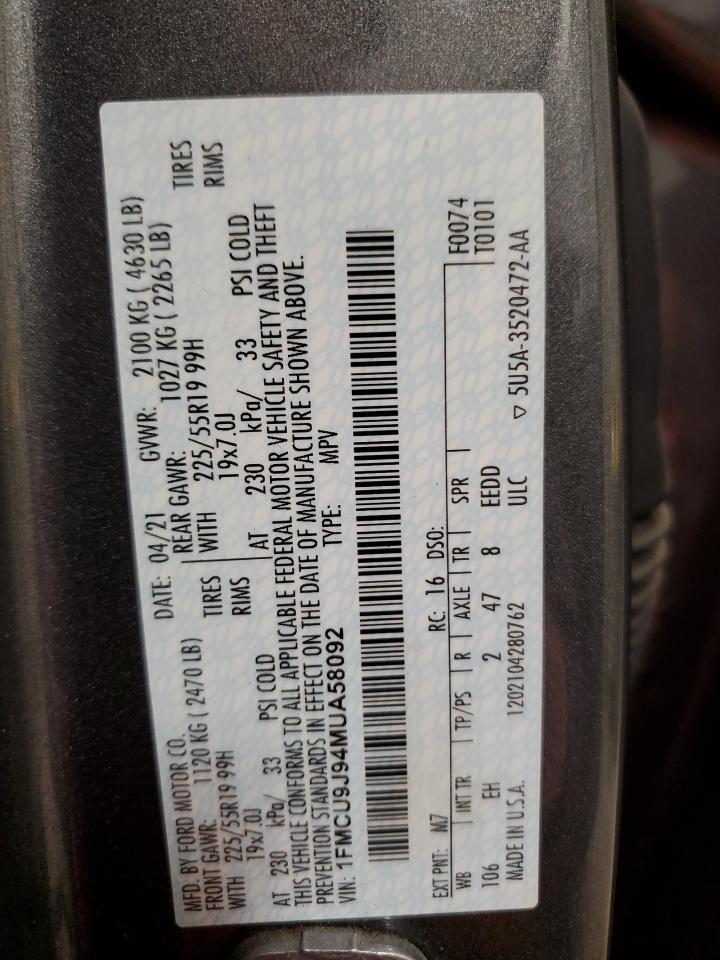 MFD. BY FORD MOTOR CO. DATE: 04/21 GVWR: 2100 KG ( 4630 LB)
FRONT GAWR: 1120 KG ( 2470 LB) REAR GAWR: 1027 KG ( 2265 LB)
WITH 225/55R19 99H TIRES WITH 225/55R19 99H TIRES
19x7.0J RIMS 19x7.0J RIMS
AT 230 kPa/ 33 PSI COLD AT 230 kPa/ 33 PSI COLD
THIS VEHICLE CONFORMS TO ALL APPLICABLE FEDERAL MOTOR VEHICLE SAFETY AND THEFT
PREVENTION STANDARDS IN EFFECT ON THE DATE OF MANUFACTURE SHOWN ABOVE.
VIN: 1FMCU9J94MUA58092 TYPE: MPV
EXT PNT: M7 RC: 16 DSO: F0074
WB INT TR TP/PS R AXLE TR SPR T0101
106 EH 2 47 8 EEDD
MADE IN U.S.A. 1202104280762 ULC ▽ 5U5A-3520472-AA